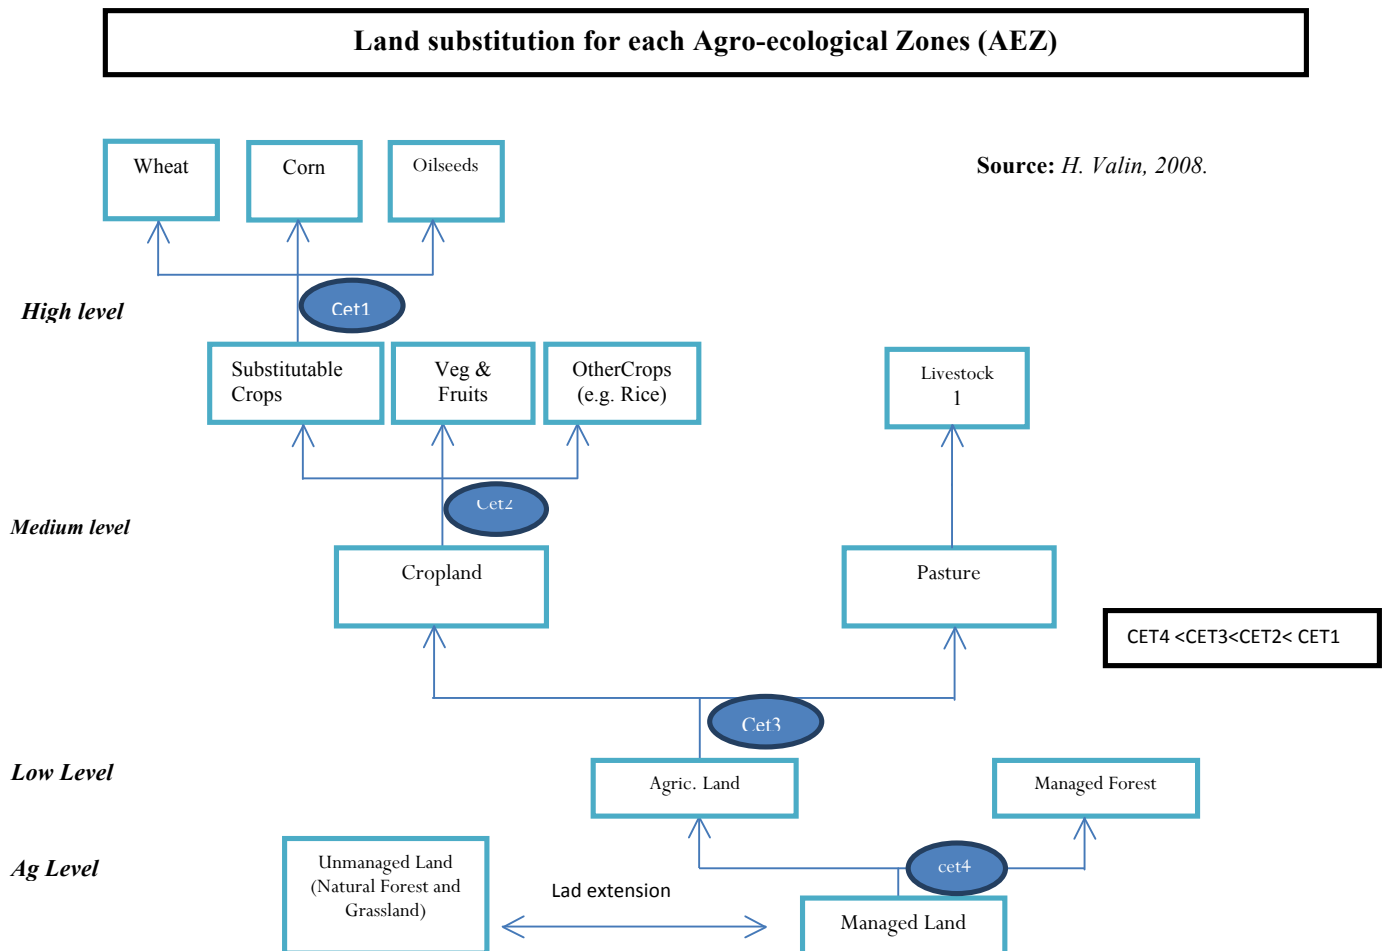 Land substitution for each Agro-ecological Zones (AEZ)
Wheat
Corn
Oilseeds
Source: H. Valin, 2008.
High level
Cet1
Substitutable
Crops
Veg &
Fruits
OtherCrops
(e.g. Rice)
Livestock
1
Cet2
Medium level
Cropland
Pasture
CET4 <CET3<CET2< CET1
Cet3
Low Level
Agric. Land
Managed Forest
Ag Level
Unmanaged Land
(Natural Forest and
Grassland)
Lad extension
cet4
Managed Land